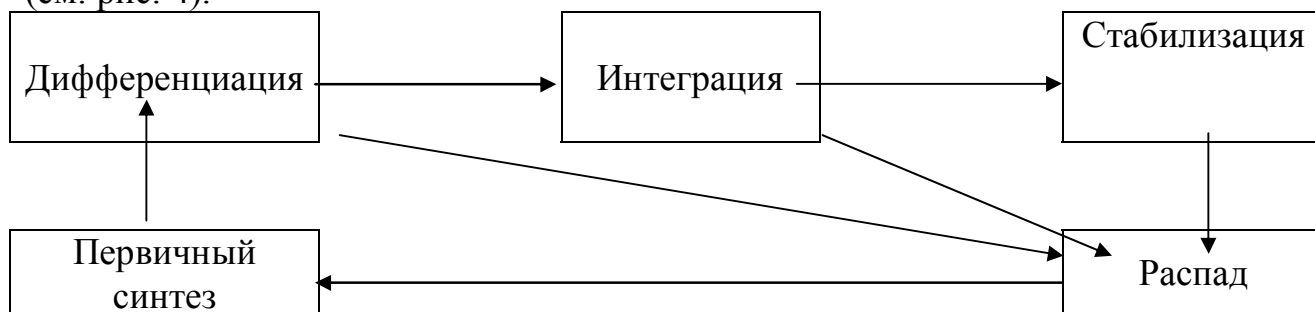 (см. рис. 4).
Дифференциация
Интеграция
Стабилизация
Первичный
синтез
Распад